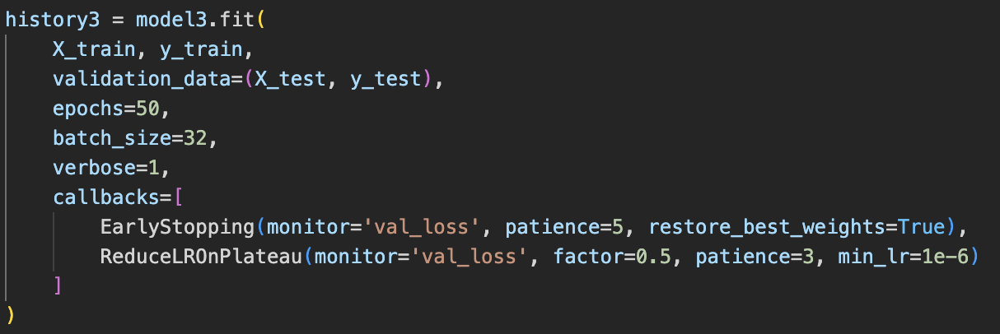 history3 = model3.fit(
    X_train, y_train,
    validation_data=(X_test, y_test),
    epochs=50,
    batch_size=32,
    verbose=1,
    callbacks=[
        EarlyStopping(monitor='val_loss', patience=5, restore_best_weights=True),
        ReduceLROnPlateau(monitor='val_loss', factor=0.5, patience=3, min_lr=1e-6)
    ]
)